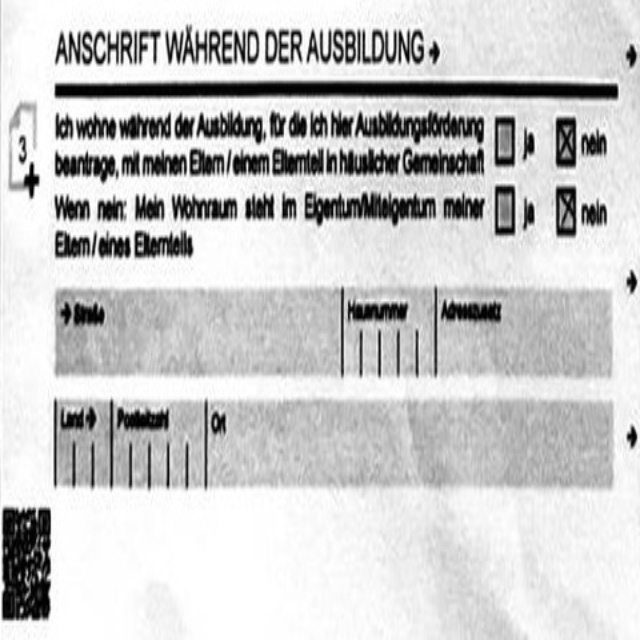 ANSCHRIFT WÄHREND DER AUSBILDUNG →
3
Ich wohne während der Ausbildung, für die ich hier Ausbildungsförderung
beantrage, mit meinen Eltern / einem Elternteil in häuslicher Gemeinschaft
ja nein
Wenn nein: Mein Wohnraum steht im Eigentum/Miteigentum meiner
Eltern / eines Elternteils
ja nein
→ Straße Hausnummer Adresszusatz
Land → Postleitzahl Ort